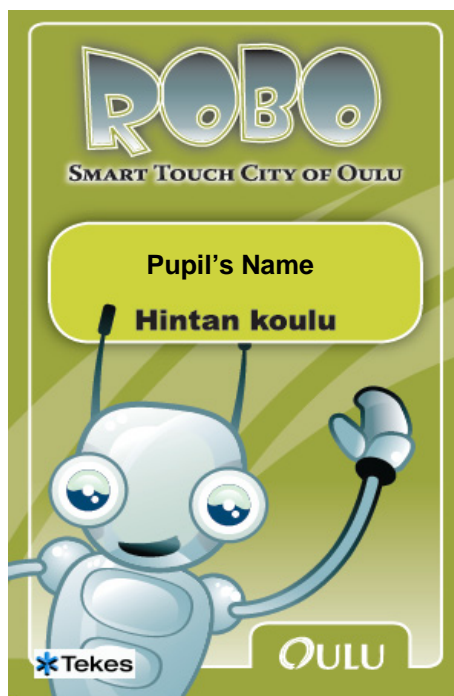 ROBO
SMART TOUCH CITY OF OULU
Pupil's Name
Hintan koulu
Tekes
OULU